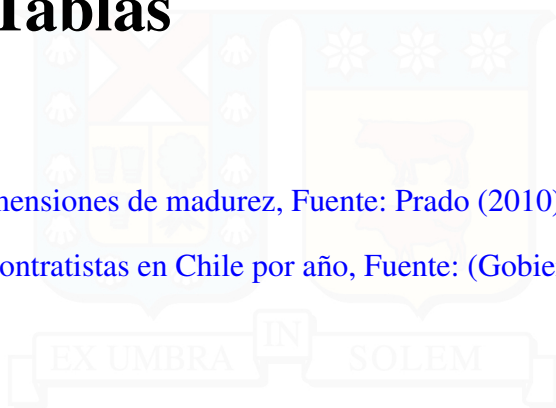 Tablas
mensiones de madurez, Fuente: Prado (2010)
ontratistas en Chile por año, Fuente: (Gobie
IN
EX UMBRA SOLEM